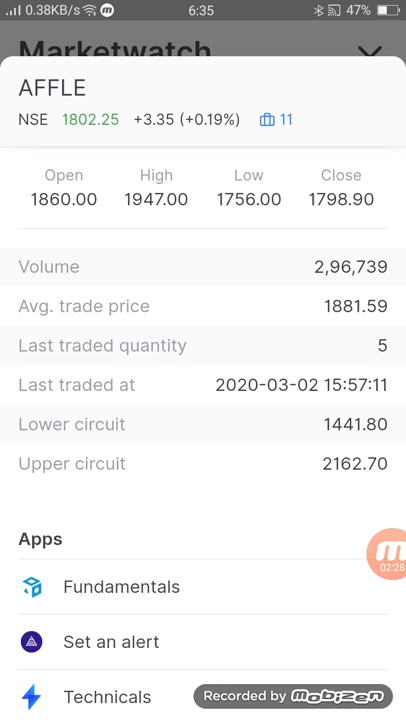 0.38KB/s 6:35 47%
Marketwatch
AFFLE
NSE 1802.25 +3.35 (+0.19%) 11
Open High Low Close
1860.00 1947.00 1756.00 1798.90
Volume 2,96,739
Avg. trade price 1881.59
Last traded quantity 5
Last traded at 2020-03-02 15:57:11
Lower circuit 1441.80
Upper circuit 2162.70
Apps
02:28
Fundamentals
Set an alert
Technicals
Recorded by mobizen